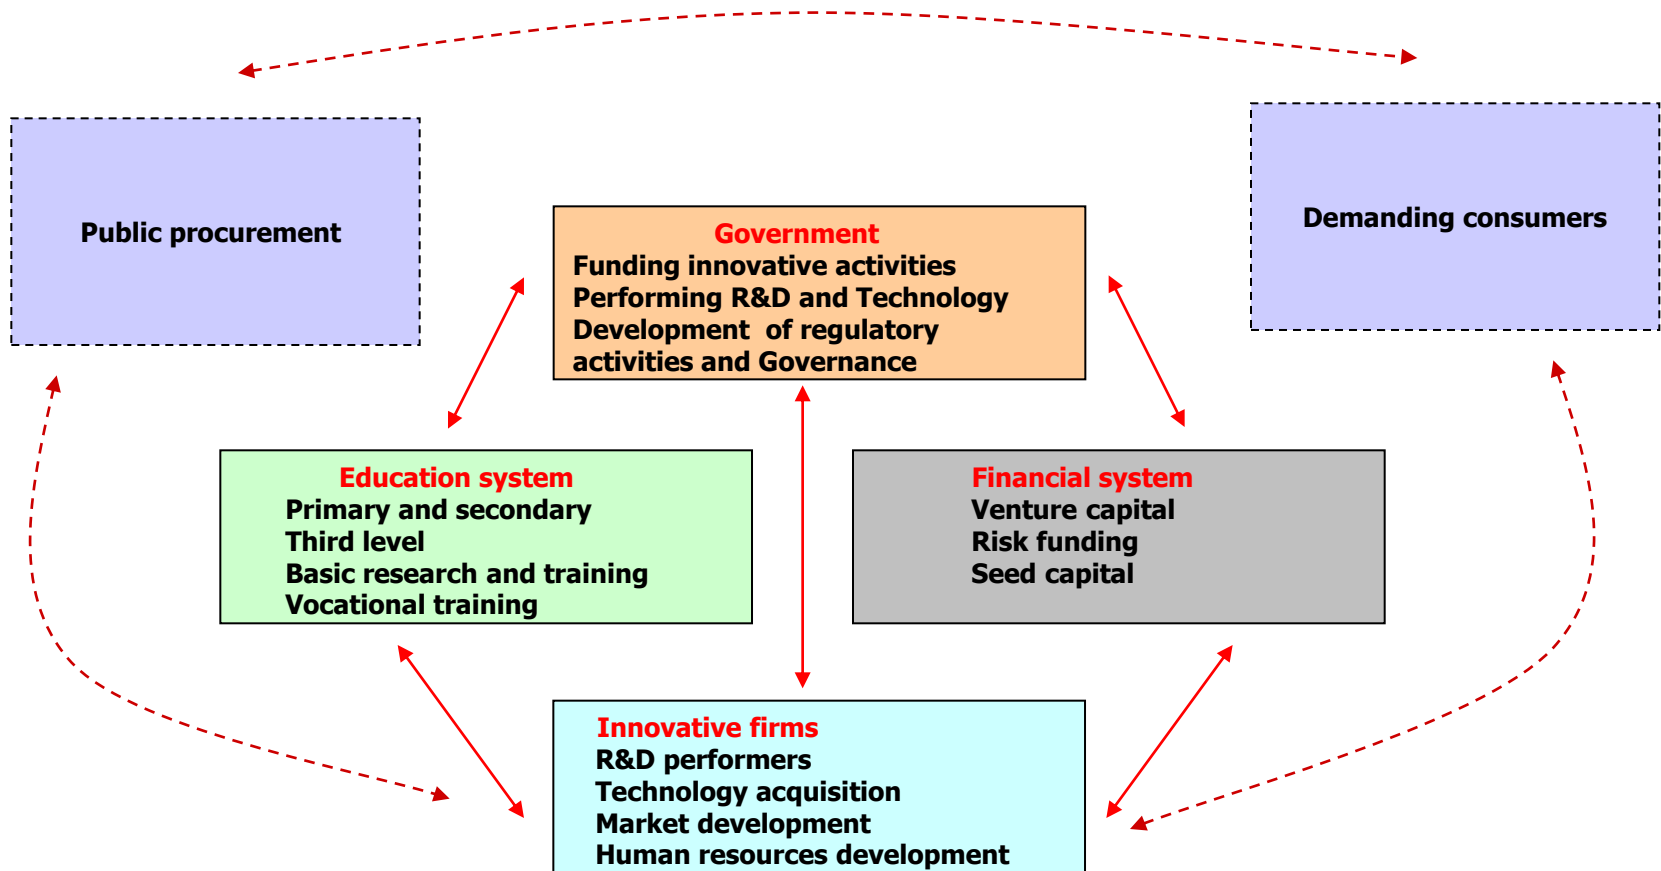 Public procurement
Demanding consumers
Government
Funding innovative activities
Performing R&D and Technology
Development  of regulatory
activities and Governance
Education system
Primary and secondary
Third level
Basic research and training
Vocational training
Financial system
Venture capital
Risk funding
Seed capital
Innovative firms
R&D performers
Technology acquisition
Market development
Human resources development